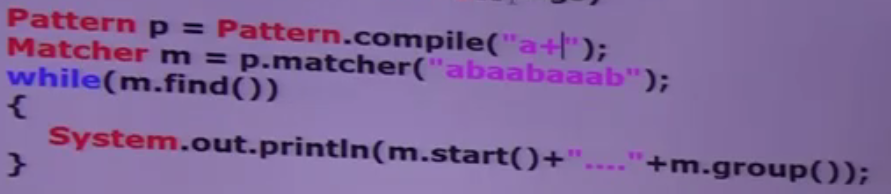 Pattern p = Pattern.compile("a+");
Matcher m = p.matcher("abaabaaab");
while(m.find())
{
System.out.println(m.start()+"...."+m.group());
}